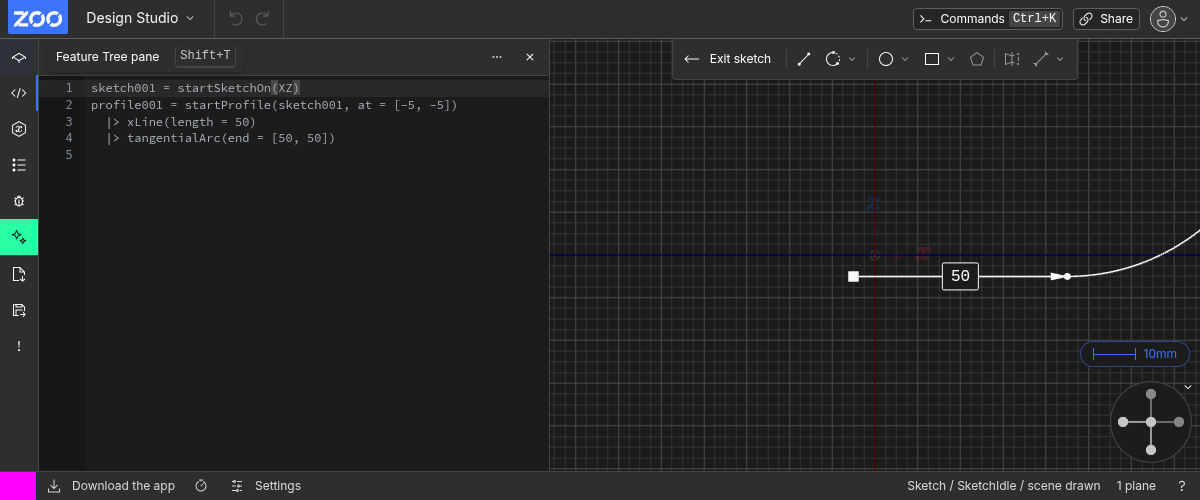 ZOO Design Studio Commands Ctrl+K Share
Feature Tree pane Shift+T
Exit sketch
1 sketch001 = startSketchOn(XZ)
2 profile001 = startProfile(sketch001, at = [-5, -5])
3 |> xLine(length = 50)
4 |> tangentialArc(end = [50, 50])
5
50
10mm
!
Download the app Settings Sketch / SketchIdle / scene drawn 1 plane ?